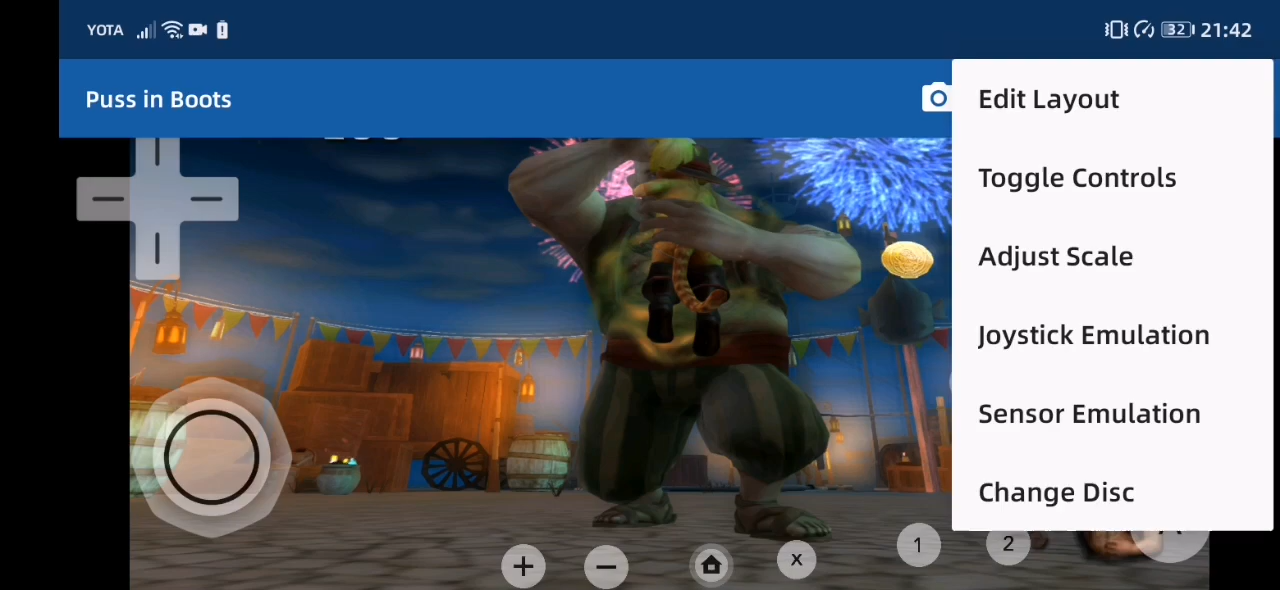 YOTA
32 21:42
Puss in Boots
Edit Layout
Toggle Controls
Adjust Scale
Joystick Emulation
Sensor Emulation
Change Disc
+ − x 1 2